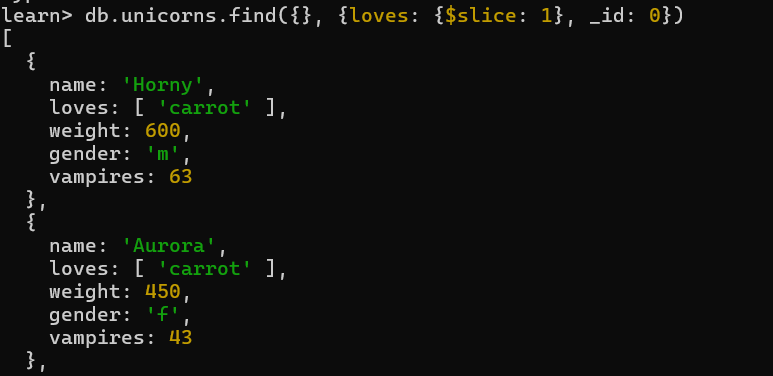 learn> db.unicorns.find({}, {loves: {$slice: 1}, _id: 0})
[
  {
    name: 'Horny',
    loves: [ 'carrot' ],
    weight: 600,
    gender: 'm',
    vampires: 63
  },
  {
    name: 'Aurora',
    loves: [ 'carrot' ],
    weight: 450,
    gender: 'f',
    vampires: 43
  },